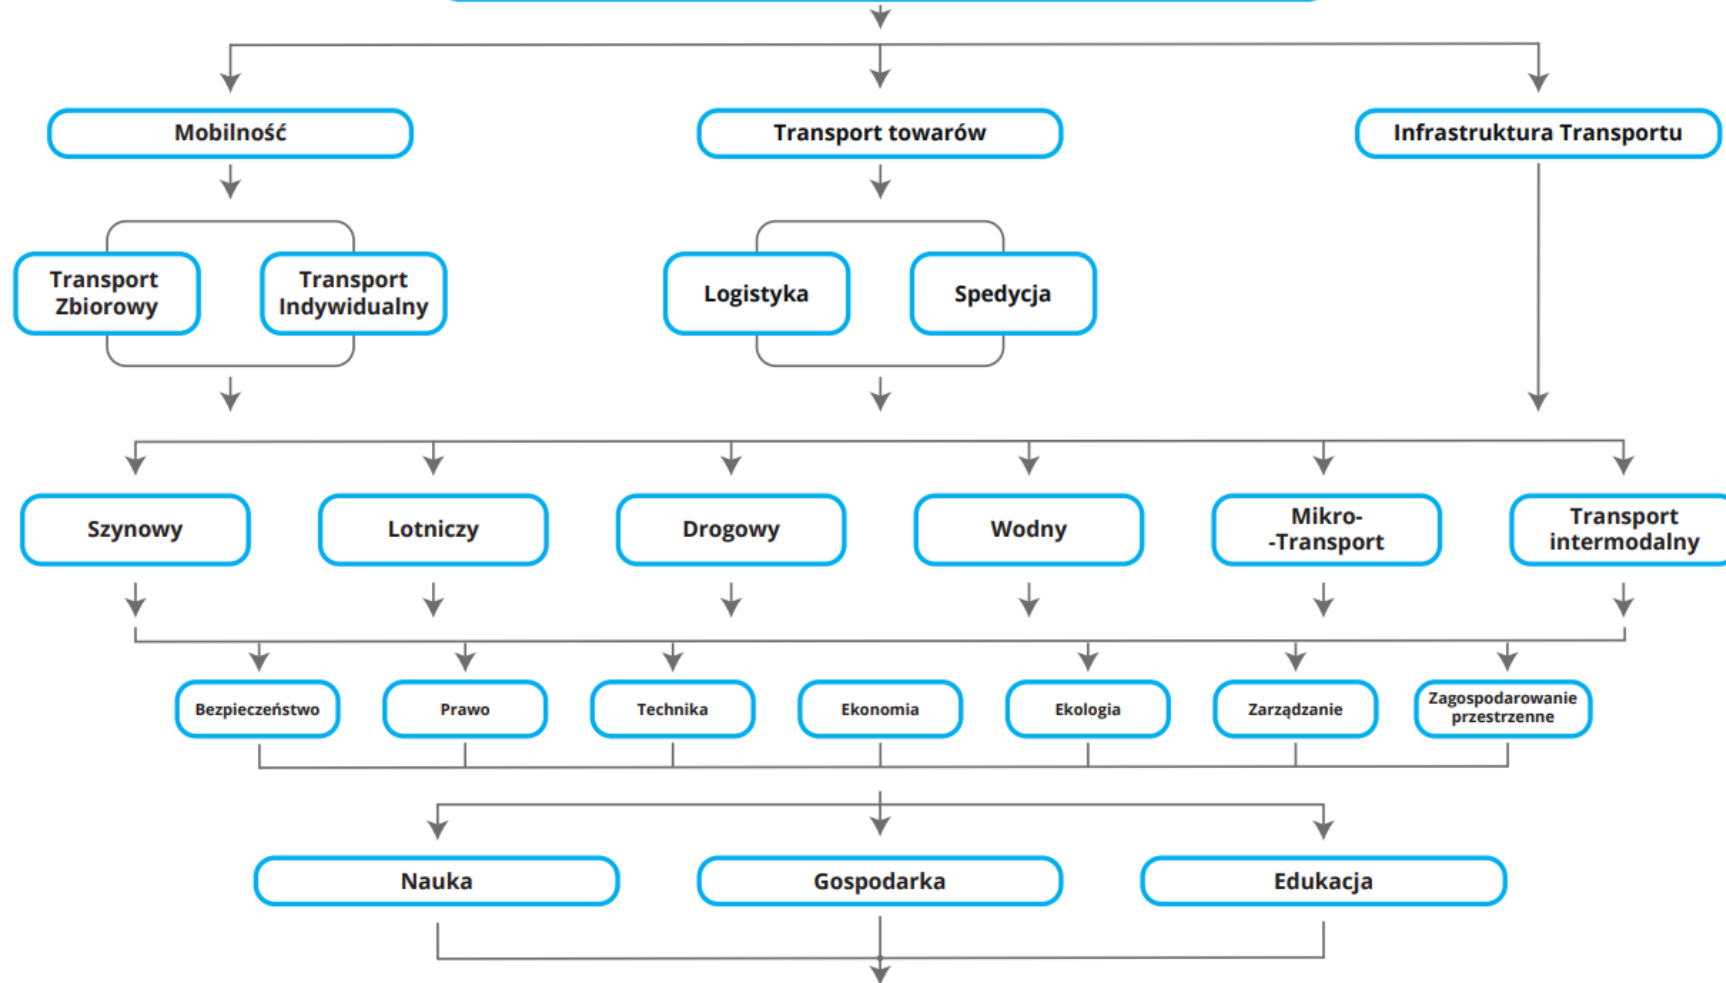 Mobilność
Transport towarów
Infrastruktura Transportu
Transport
Zbiorowy
Transport
Indywidualny
Logistyka
Spedycja
Szynowy
Lotniczy
Drogowy
Wodny
Mikro-
-Transport
Transport
intermodalny
Bezpieczeństwo
Prawo
Technika
Ekonomia
Ekologia
Zarządzanie
Zagospodarowanie
przestrzenne
Nauka
Gospodarka
Edukacja